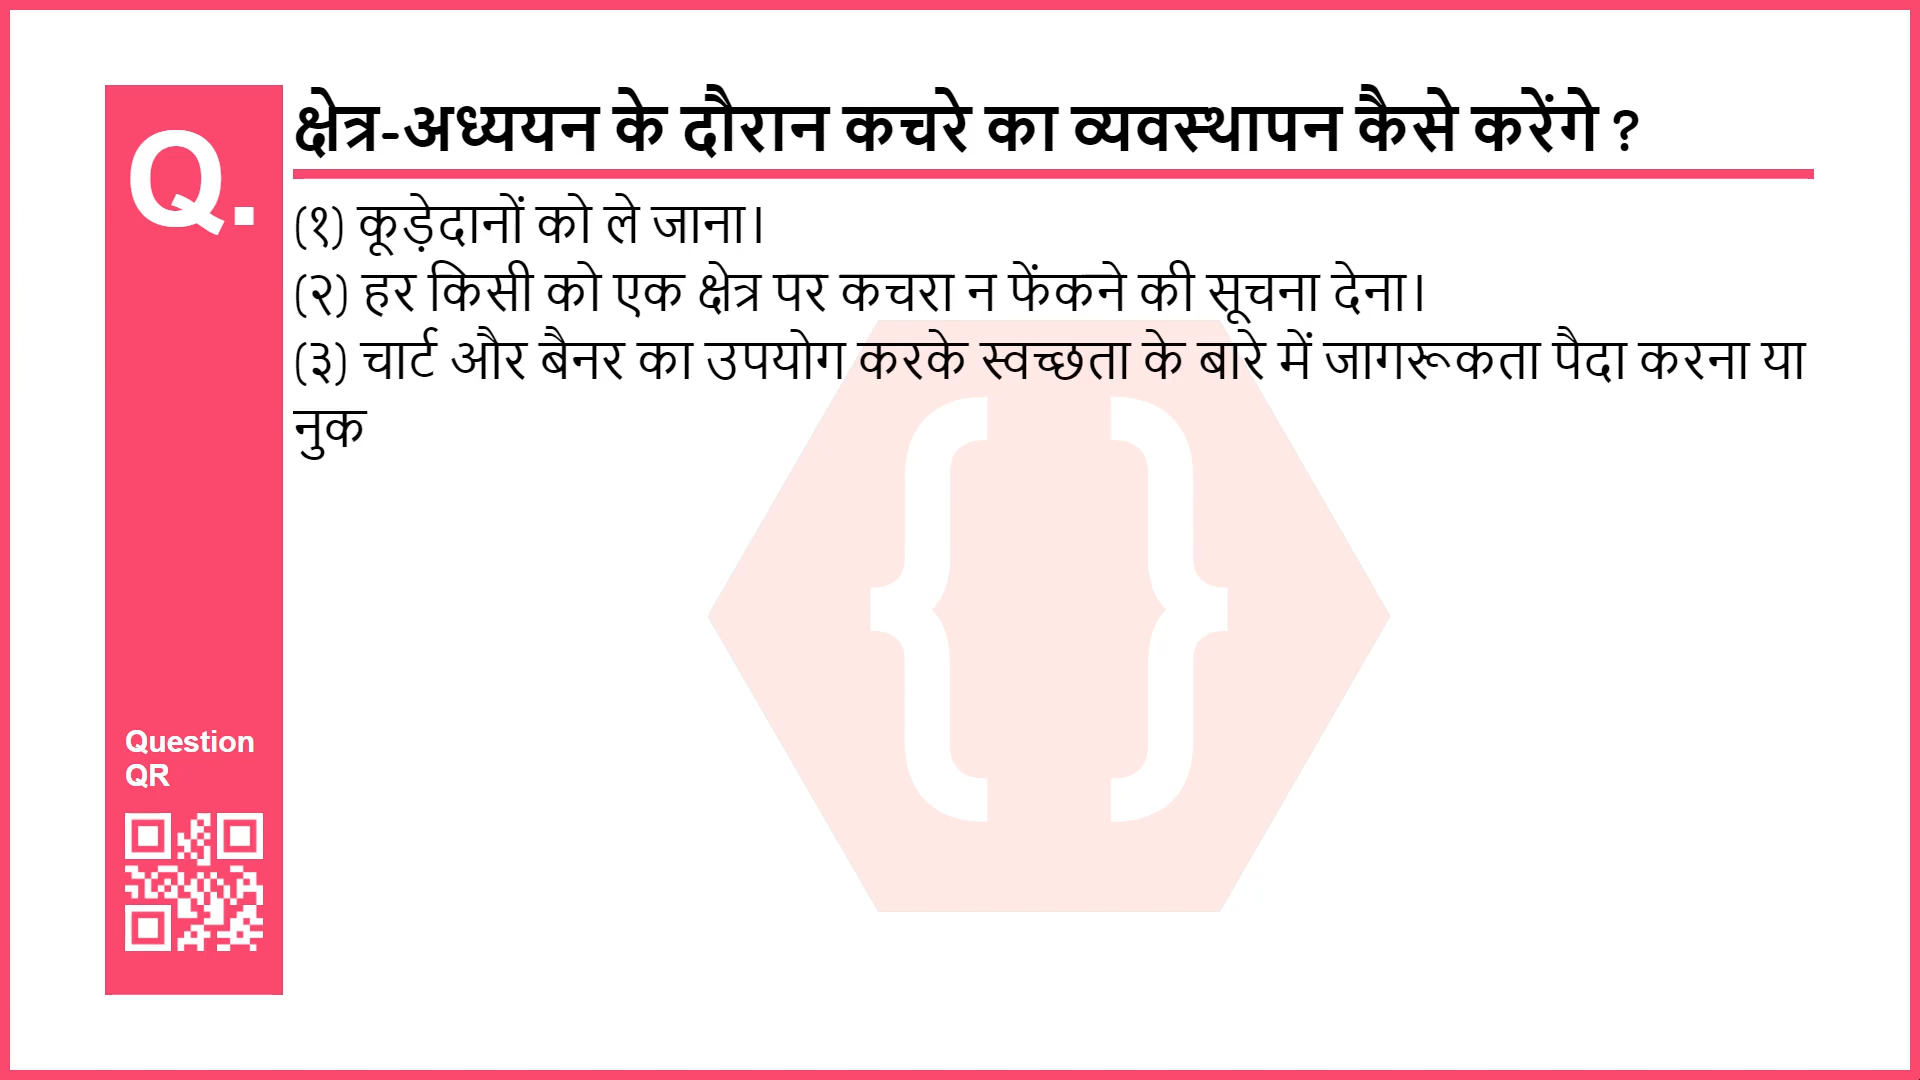 Q.
क्षेत्र-अध्ययन के दौरान कचरे का व्यवस्थापन कैसे करेंगे ?
(१) कूड़ेदानों को ले जाना।
(२) हर किसी को एक क्षेत्र पर कचरा न फेंकने की सूचना देना।
(३) चार्ट और बैनर का उपयोग करके स्वच्छता के बारे में जागरूकता पैदा करना या
नुक
Question
QR